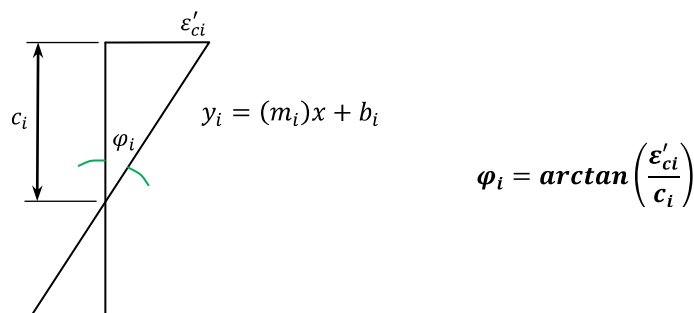 ε′ci
ci
φi
yi = (mi)x + bi
φi = arctan(ε′ci/ci)